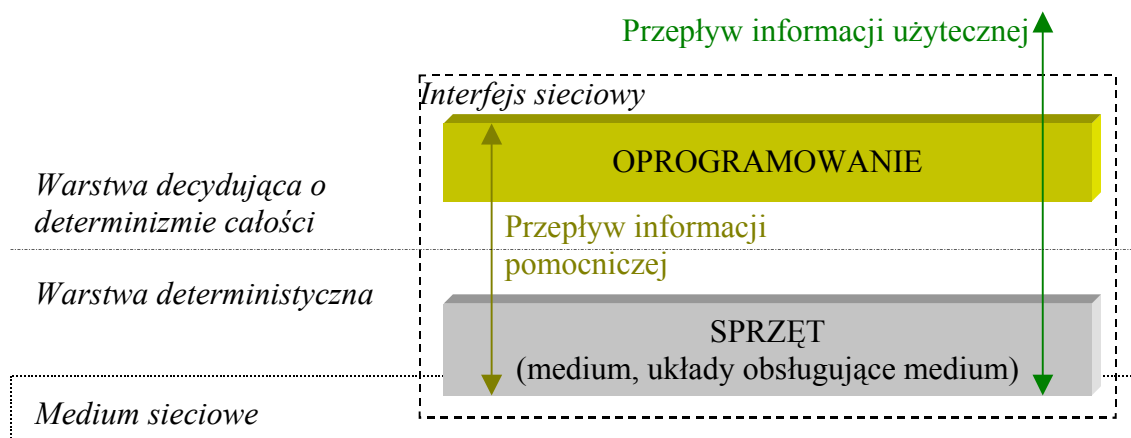 Przepływ informacji użytecznej
Interfejs sieciowy
OPROGRAMOWANIE
Warstwa decydująca o
determinizmie całości
Przepływ informacji
pomocniczej
Warstwa deterministyczna
SPRZĘT
(medium, układy obsługujące medium)
Medium sieciowe